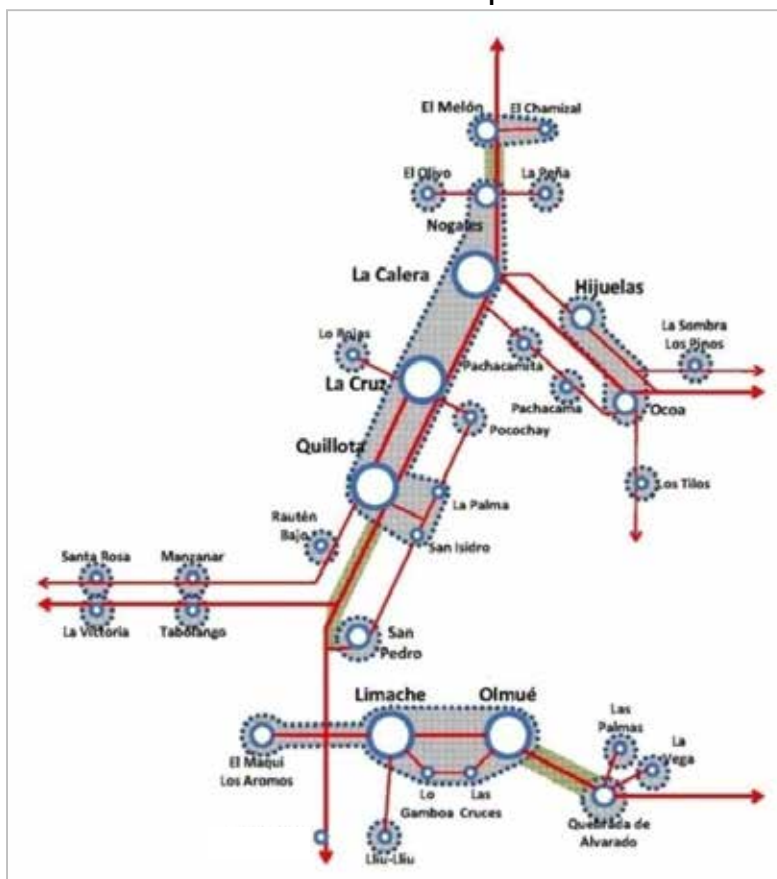 El Melón
El Chamizal
El Olivo
La Peña
Nogales
La Calera
Hijuelas
La Sombra
Los Pinos
Lo Rojas
Pachacamita
La Cruz
Pachacama
Ocoa
Pocochay
Quillota
Los Tilos
La Palma
Rautén
Bajo
San Isidro
Santa Rosa
Manzanar
La Victoria
Tabolango
San
Pedro
Limache
Olmué
Las
Palmas
La
Vega
El Maqui
Los Aromos
Lo
Gamboa
Las
Cruces
Quebrada de
Alvarado
Lliu-Lliu